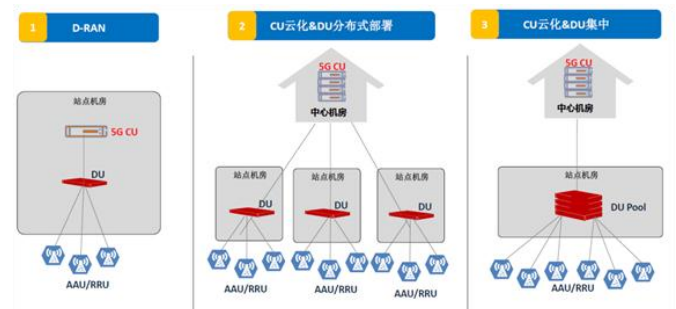 1 D-RAN
站点机房
5G CU
DU
AAU/RRU
2 CU云化&DU分布式部署
5G CU
中心机房
站点机房 站点机房 站点机房
DU DU DU
AAU/RRU AAU/RRU AAU/RRU
3 CU云化&DU集中
5G CU
中心机房
站点机房
DU Pool
AAU/RRU